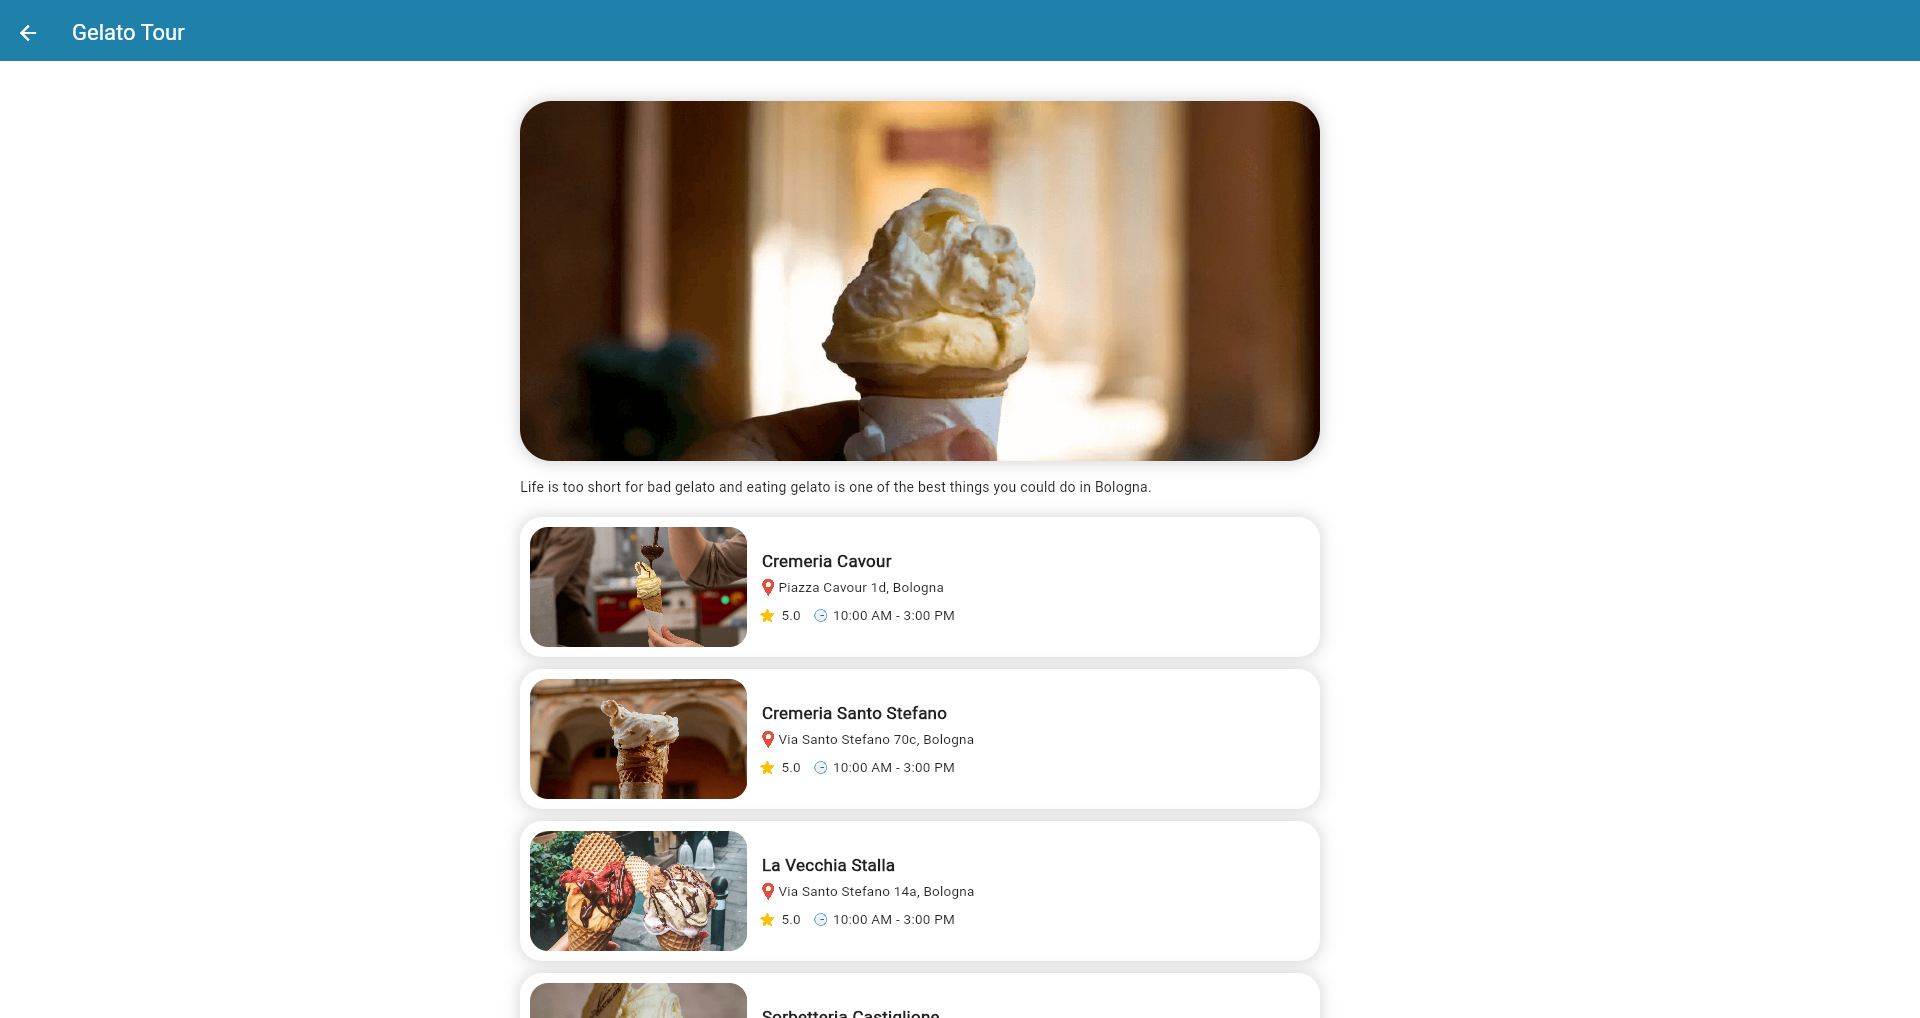 Gelato Tour
Life is too short for bad gelato and eating gelato is one of the best things you could do in Bologna.
Cremeria Cavour
Piazza Cavour 1d, Bologna
5.0 10:00 AM - 3:00 PM
Cremeria Santo Stefano
Via Santo Stefano 70c, Bologna
5.0 10:00 AM - 3:00 PM
La Vecchia Stalla
Via Santo Stefano 14a, Bologna
5.0 10:00 AM - 3:00 PM
Sorbetteria Castiglione